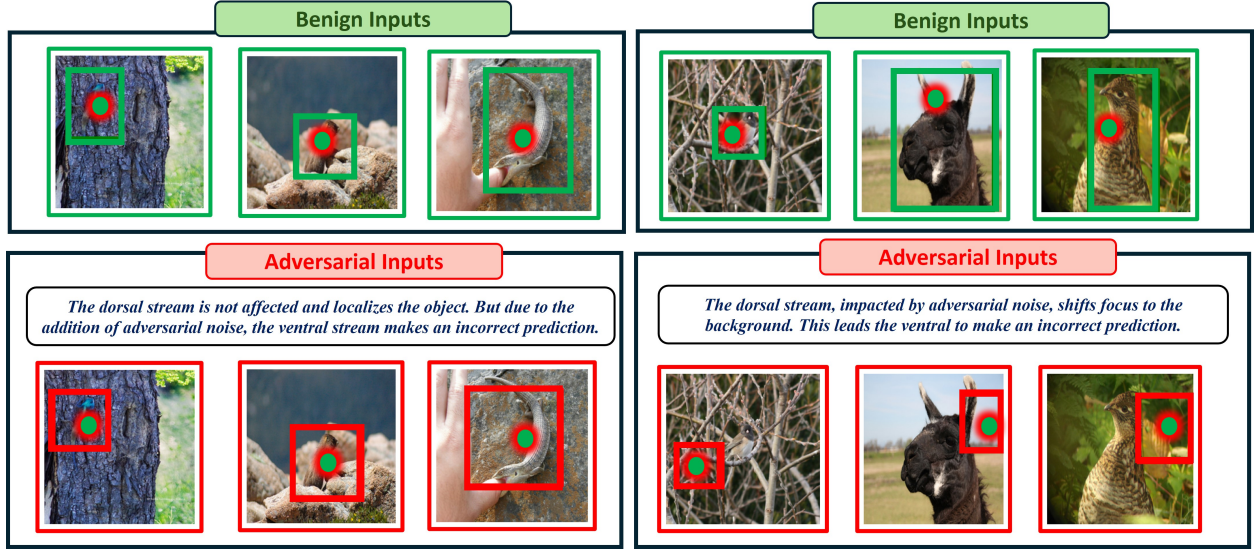 Benign Inputs
Benign Inputs
Adversarial Inputs
The dorsal stream is not affected and localizes the object. But due to the
addition of adversarial noise, the ventral stream makes an incorrect prediction.
Adversarial Inputs
The dorsal stream, impacted by adversarial noise, shifts focus to the
background. This leads the ventral to make an incorrect prediction.